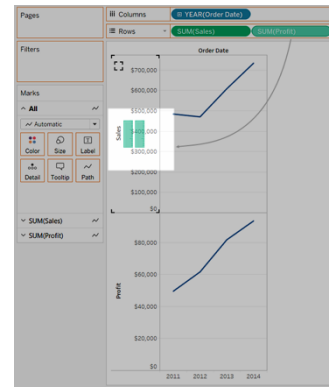 Pages
Columns
YEAR(Order Date)
Rows
SUM(Sales)
SUM(Profit)
Filters
Order Date
Marks
All
Automatic
Color
Size
Label
Detail
Tooltip
Path
SUM(Sales)
SUM(Profit)
Sales
$700,000
$600,000
$500,000
$400,000
$300,000
$200,000
$100,000
$0
Profit
$80,000
$60,000
$40,000
$20,000
$0
2011 2012 2013 2014